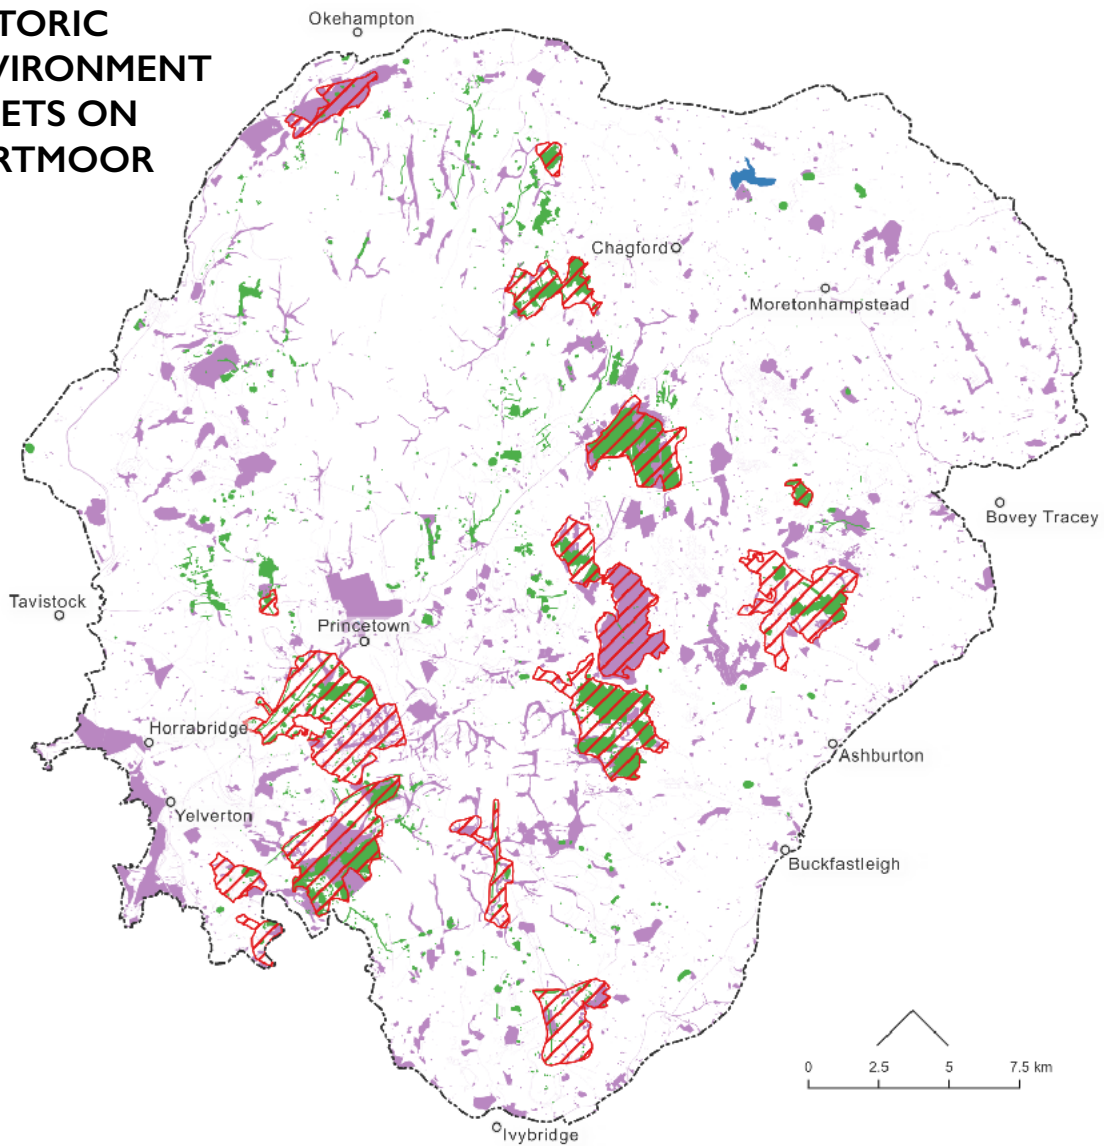 TORIC
VIRONMENT
ETS ON
RTMOOR
Okehampton
Chagford
Moretonhampstead
Bovey Tracey
Tavistock
Princetown
Horrabridge
Ashburton
Yelverton
Buckfastleigh
0 2.5 5 7.5 km
Ivybridge